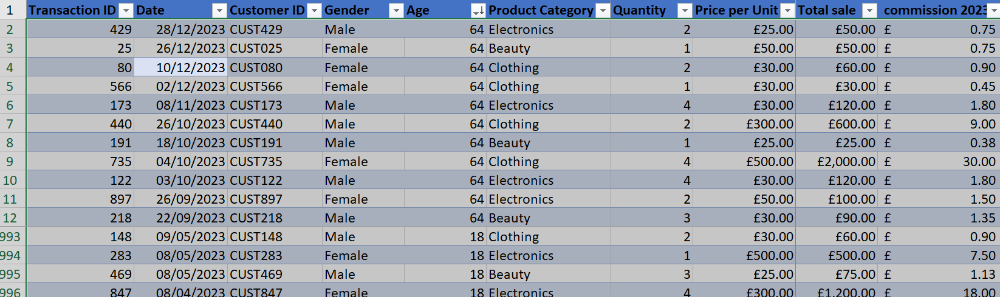 1 Transaction ID Date Customer ID Gender Age Product Category Quantity Price per Unit Total sale commission 2023
2 429 28/12/2023 CUST429 Male 64 Electronics 2 £25.00 £50.00 £ 0.75
3 25 26/12/2023 CUST025 Female 64 Beauty 1 £50.00 £50.00 £ 0.75
4 80 10/12/2023 CUST080 Female 64 Clothing 2 £30.00 £60.00 £ 0.90
5 566 02/12/2023 CUST566 Female 64 Clothing 1 £30.00 £30.00 £ 0.45
6 173 08/11/2023 CUST173 Male 64 Electronics 4 £30.00 £120.00 £ 1.80
7 440 26/10/2023 CUST440 Male 64 Clothing 2 £300.00 £600.00 £ 9.00
8 191 18/10/2023 CUST191 Male 64 Beauty 1 £25.00 £25.00 £ 0.38
9 735 04/10/2023 CUST735 Female 64 Clothing 4 £500.00 £2,000.00 £ 30.00
10 122 03/10/2023 CUST122 Male 64 Electronics 4 £30.00 £120.00 £ 1.80
11 897 26/09/2023 CUST897 Female 64 Electronics 2 £50.00 £100.00 £ 1.50
12 218 22/09/2023 CUST218 Male 64 Beauty 3 £30.00 £90.00 £ 1.35
993 148 09/05/2023 CUST148 Male 18 Clothing 2 £30.00 £60.00 £ 0.90
994 283 08/05/2023 CUST283 Female 18 Electronics 1 £500.00 £500.00 £ 7.50
995 469 08/05/2023 CUST469 Male 18 Beauty 3 £25.00 £75.00 £ 1.13
996 847 08/04/2023 CUST847 Female 18 Electronics 4 £300.00 £1,200.00 £ 18.00